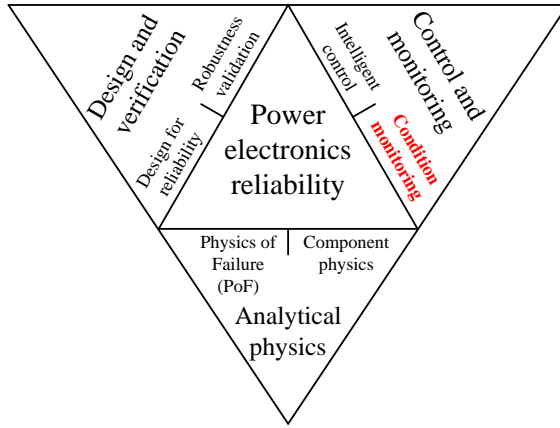 Design and
verification
Robustness
validation
Design for
reliability
Intelligent
control
Control and
monitoring
Condition
monitoring
Power
electronics
reliability
Physics of
Failure
(PoF)
Component
physics
Analytical
physics